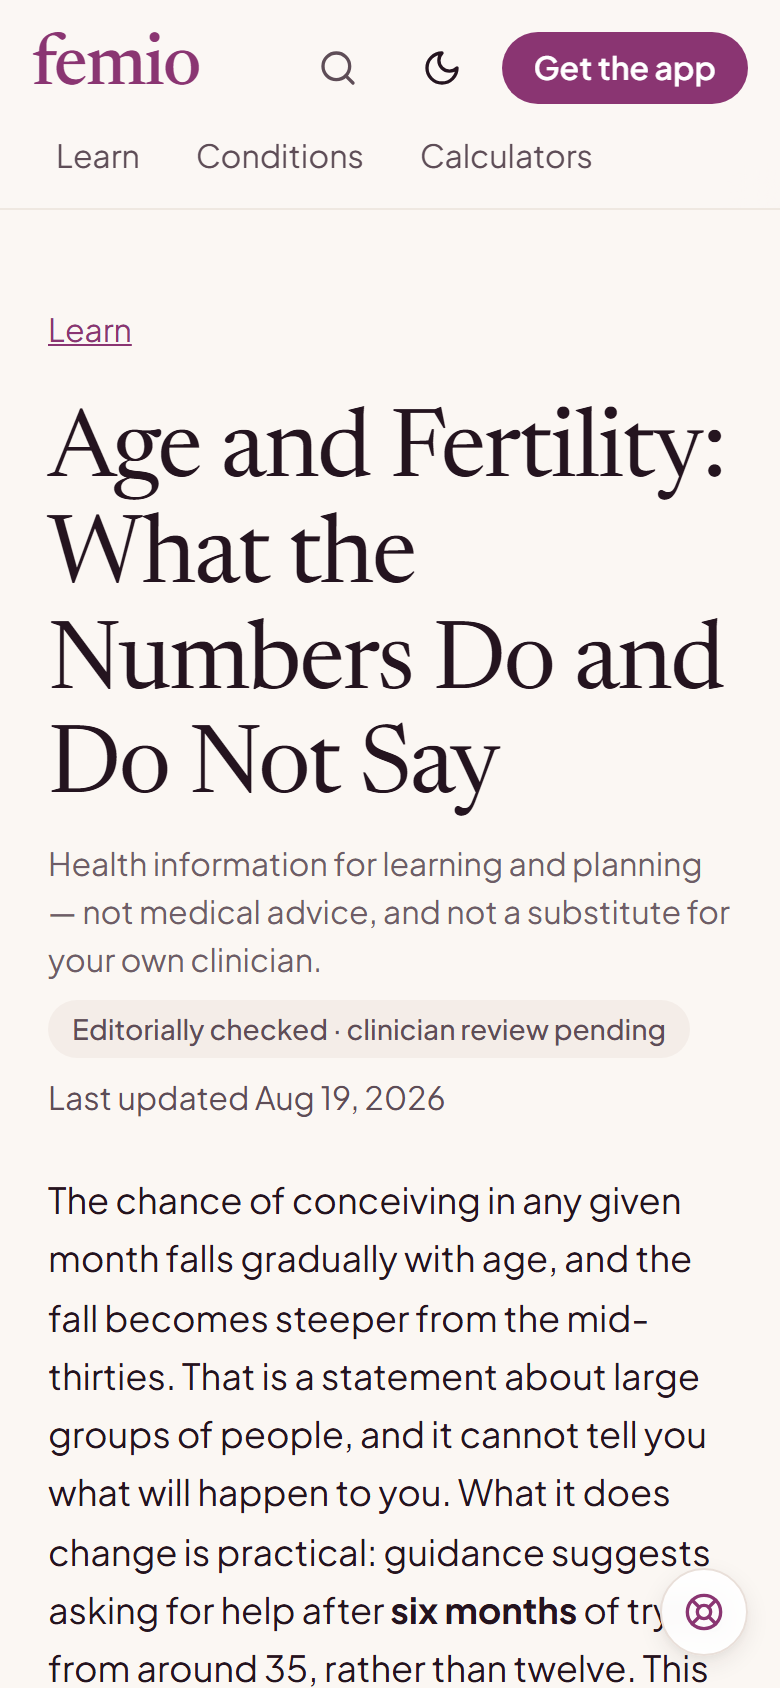 femio
Get the app
Learn
Conditions
Calculators
Learn
Age and Fertility:
What the
Numbers Do and
Do Not Say
Health information for learning and planning
— not medical advice, and not a substitute for
your own clinician.
Editorially checked · clinician review pending
Last updated Aug 19, 2026
The chance of conceiving in any given
month falls gradually with age, and the
fall becomes steeper from the mid-
thirties. That is a statement about large
groups of people, and it cannot tell you
what will happen to you. What it does
change is practical: guidance suggests
asking for help after six months of
from around 35, rather than twelve. This